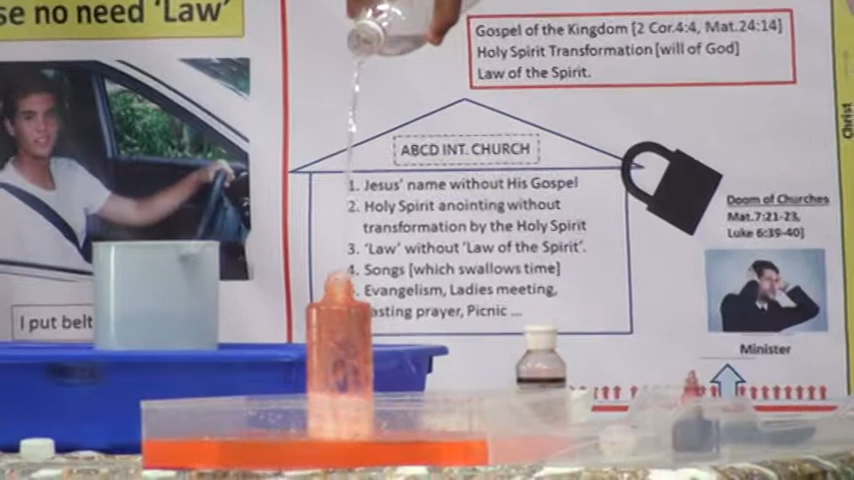 se no need 'Law'
Gospel of the Kingdom [2 Cor.4:4, Mat.24:14]
Holy Spirit Transformation [will of God]
Law of the Spirit.
ABCD INT. CHURCH
1. Jesus' name without His Gospel
2. Holy Spirit anointing without
transformation by the Holy Spirit
3. 'Law' without 'Law of the Spirit'.
4. Songs [which swallows time]
Evangelism, Ladies meeting,
asting prayer, Picnic ...
Doom of Churches
Mat.7:21-23,
Luke 6:39-40]
Minister
I put belt
Christ